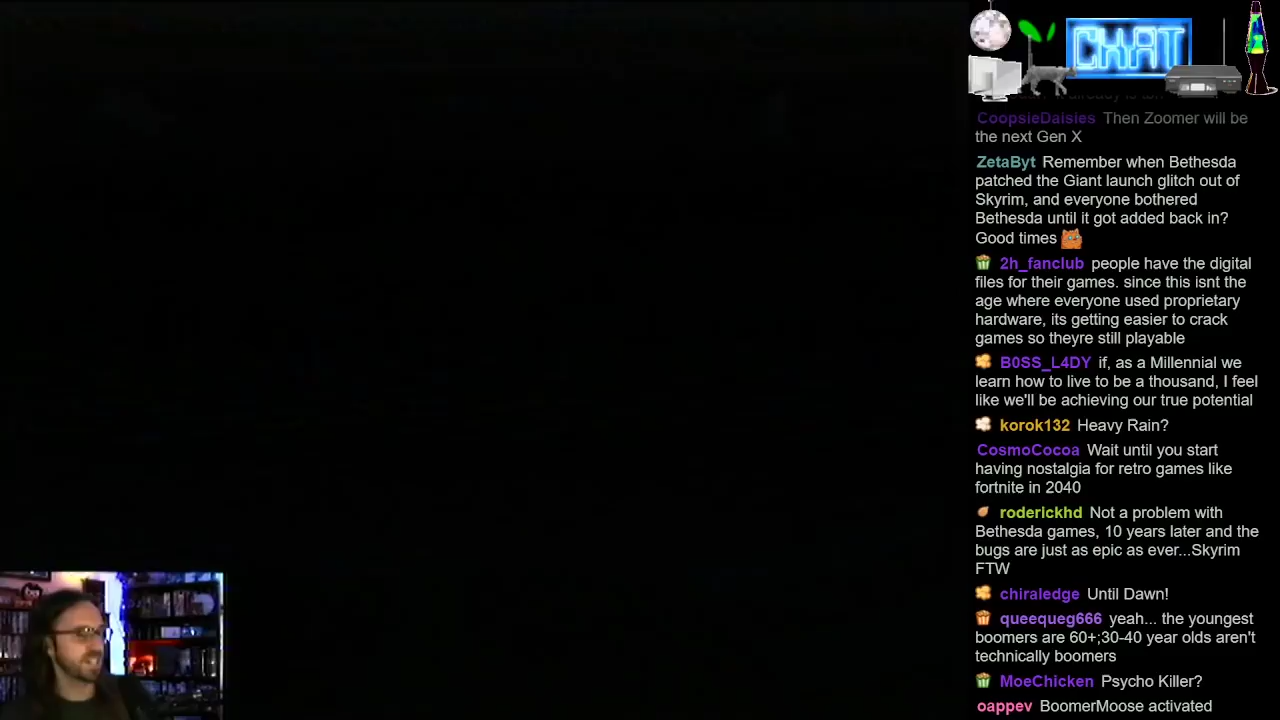 CHAT
CoopsieDaisies Then Zoomer will be
the next Gen X
ZetaByt Remember when Bethesda
patched the Giant launch glitch out of
Skyrim, and everyone bothered
Bethesda until it got added back in?
Good times
2h_fanclub people have the digital
files for their games. since this isnt the
age where everyone used proprietary
hardware, its getting easier to crack
games so theyre still playable
B0SS_L4DY if, as a Millennial we
learn how to live to be a thousand, I feel
like we'll be achieving our true potential
korok132 Heavy Rain?
CosmoCocoa Wait until you start
having nostalgia for retro games like
fortnite in 2040
roderickhd Not a problem with
Bethesda games, 10 years later and the
bugs are just as epic as ever...Skyrim
FTW
chiraledge Until Dawn!
queequeg666 yeah... the youngest
boomers are 60+;30-40 year olds aren't
technically boomers
MoeChicken Psycho Killer?
oappev BoomerMoose activated